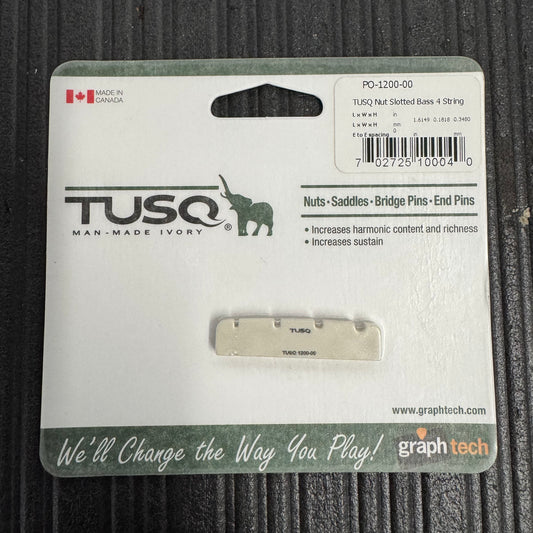 MADE IN
CANADA
PO-1200-00
TUSQ Nut Slotted Bass 4 String
L x W x H in 1.6149 0.1818 0.3480
L x W x H mm
0
E to E spacing in mm
7 02725 10004 0
TUSQ®
MAN-MADE IVORY
Nuts • Saddles • Bridge Pins • End Pins
• Increases harmonic content and richness
• Increases sustain
TUSQ
TUSQ 1200-00
www.graphtech.com
We'll Change the Way You Play!
graph tech